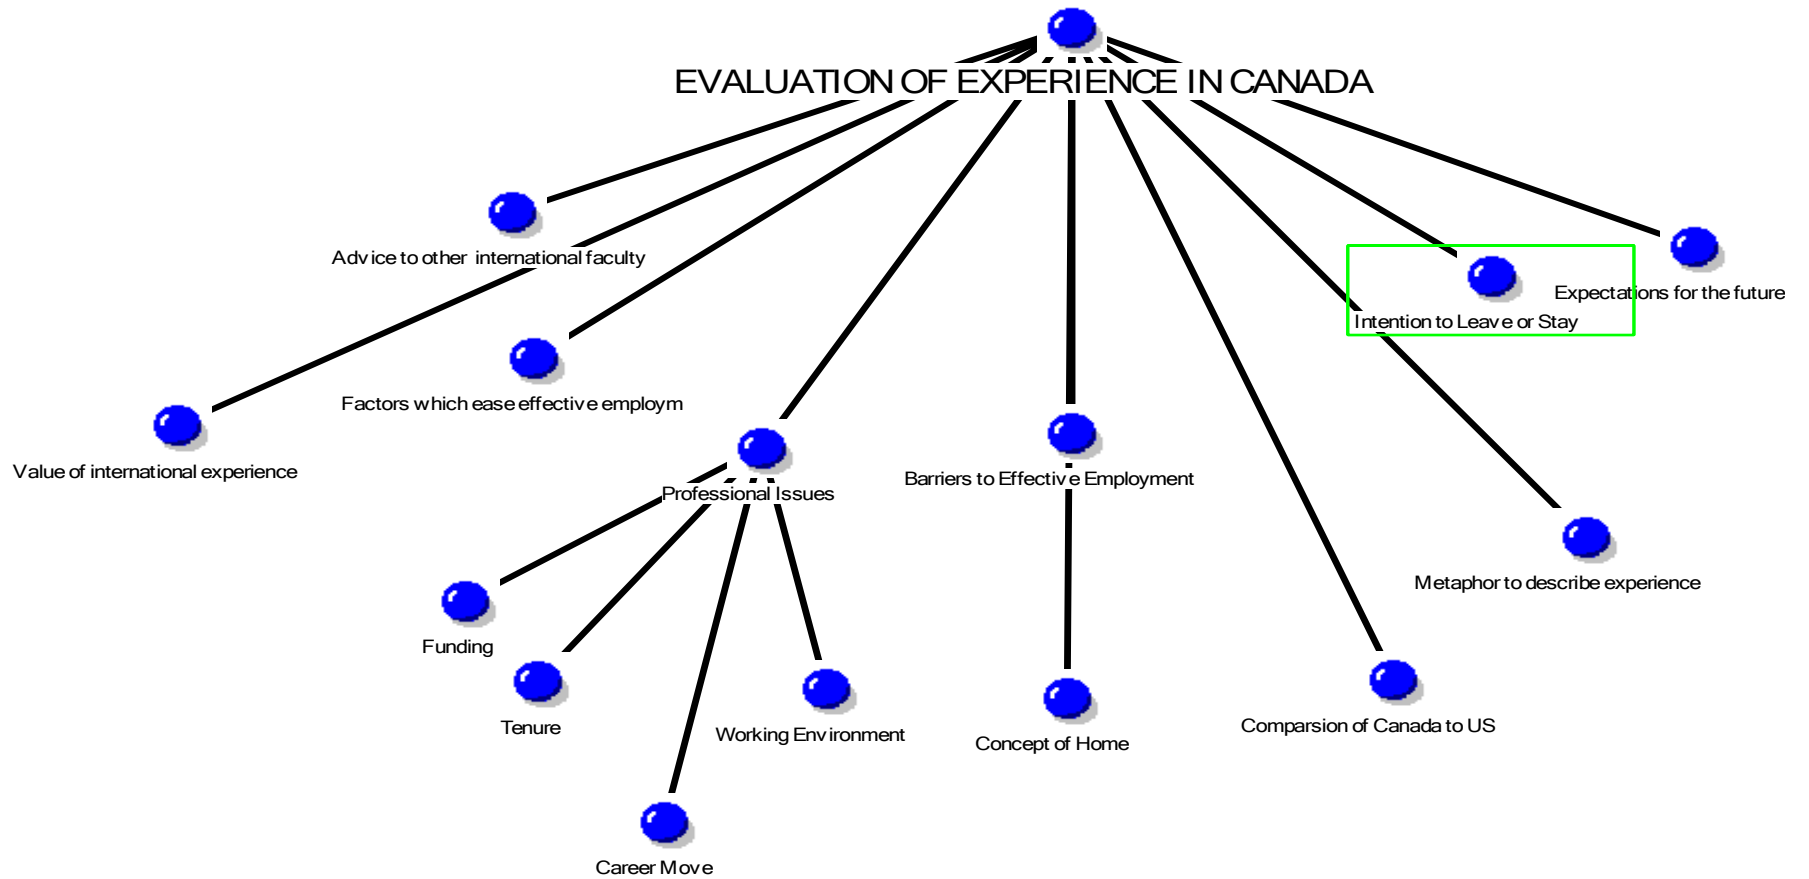 EVALUATION OF EXPERIENCE IN CANADA
Advice to other international faculty
Expectations for the future
Intention to Leave or Stay
Factors which ease effective employm
Value of international experience
Professional Issues
Barriers to Effective Employment
Metaphor to describe experience
Funding
Tenure
Working Environment
Concept of Home
Comparsion of Canada to US
Career Move